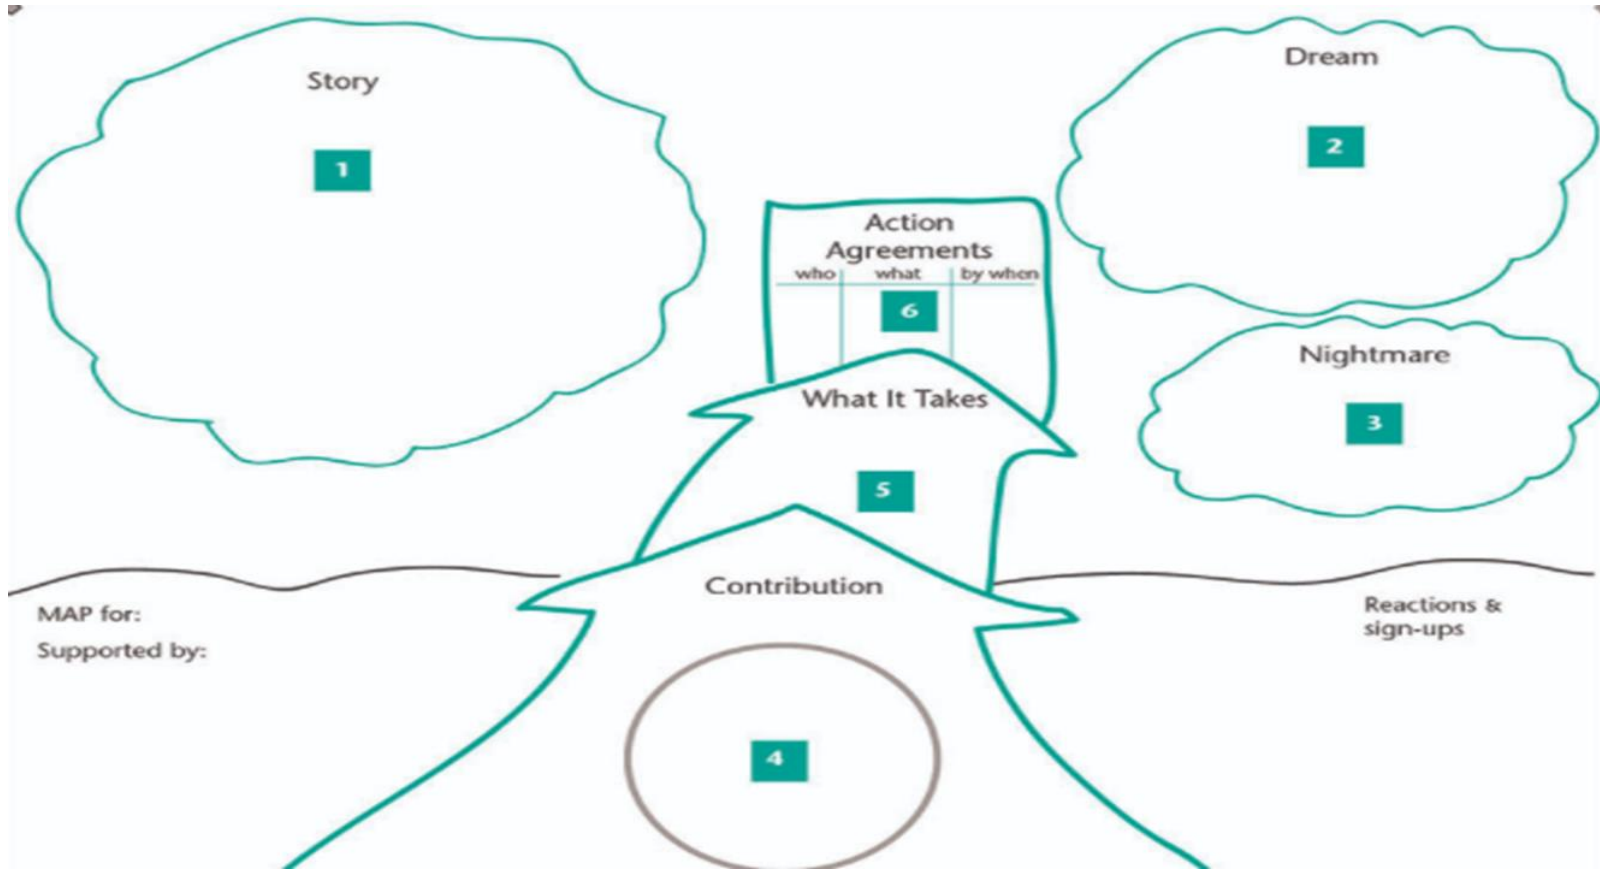 Story
1
Dream
2
Action
Agreements
who what by when
6
Nightmare
3
What It Takes
5
Contribution
4
MAP for:
Supported by:
Reactions &
sign-ups